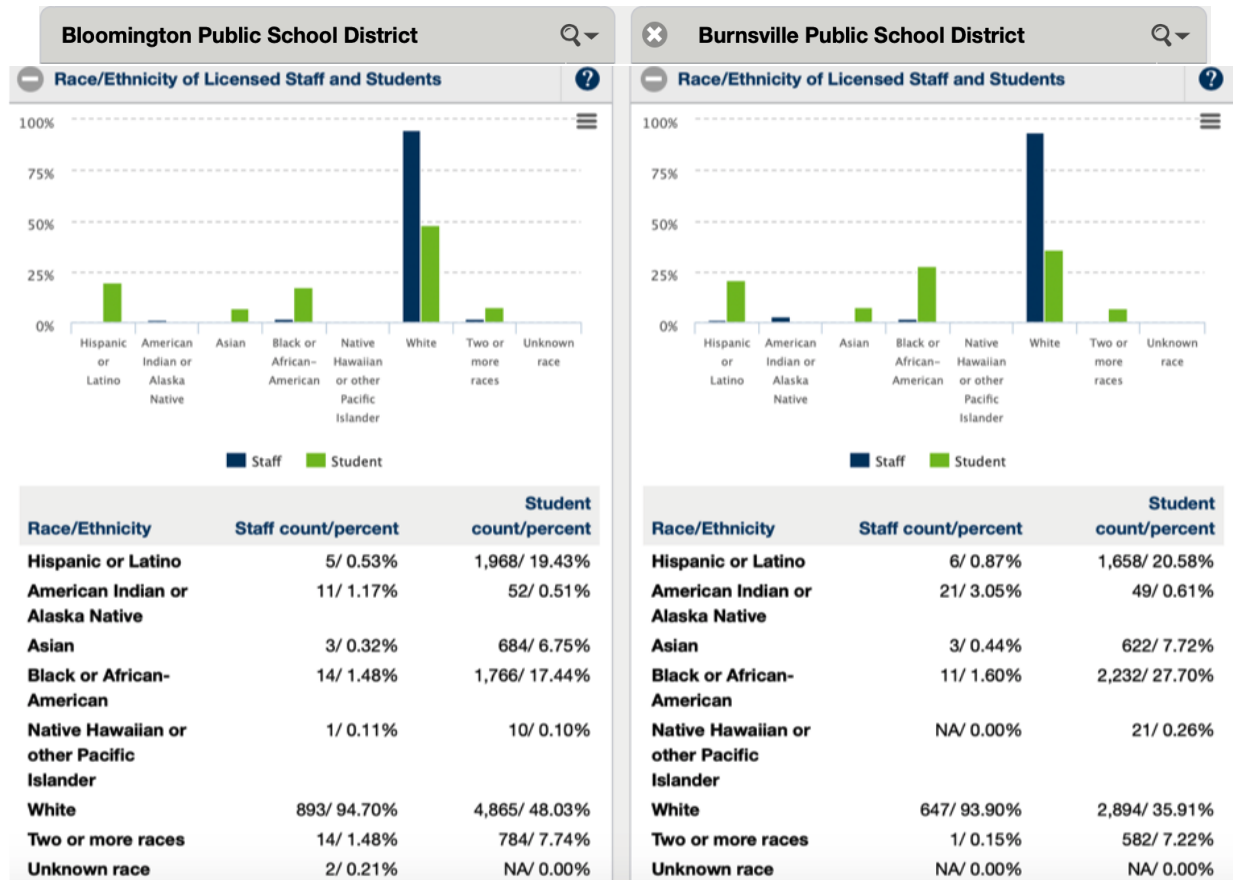 Bloomington Public School District
Race/Ethnicity of Licensed Staff and Students
?
100%
75%
50%
25%
0%
Hispanic or Latino
American Indian or Alaska Native
Asian
Black or African-American
Native Hawaiian or other Pacific Islander
White
Two or more races
Unknown race
Staff
Student
Race/Ethnicity Staff count/percent Student count/percent
Hispanic or Latino 5/ 0.53% 1,968/ 19.43%
American Indian or Alaska Native 11/ 1.17% 52/ 0.51%
Asian 3/ 0.32% 684/ 6.75%
Black or African-American 14/ 1.48% 1,766/ 17.44%
Native Hawaiian or other Pacific Islander 1/ 0.11% 10/ 0.10%
White 893/ 94.70% 4,865/ 48.03%
Two or more races 14/ 1.48% 784/ 7.74%
Unknown race 2/ 0.21% NA/ 0.00%
Burnsville Public School District
Race/Ethnicity of Licensed Staff and Students
?
100%
75%
50%
25%
0%
Hispanic or Latino
American Indian or Alaska Native
Asian
Black or African-American
Native Hawaiian or other Pacific Islander
White
Two or more races
Unknown race
Staff
Student
Race/Ethnicity Staff count/percent Student count/percent
Hispanic or Latino 6/ 0.87% 1,658/ 20.58%
American Indian or Alaska Native 21/ 3.05% 49/ 0.61%
Asian 3/ 0.44% 622/ 7.72%
Black or African-American 11/ 1.60% 2,232/ 27.70%
Native Hawaiian or other Pacific Islander NA/ 0.00% 21/ 0.26%
White 647/ 93.90% 2,894/ 35.91%
Two or more races 1/ 0.15% 582/ 7.22%
Unknown race NA/ 0.00% NA/ 0.00%